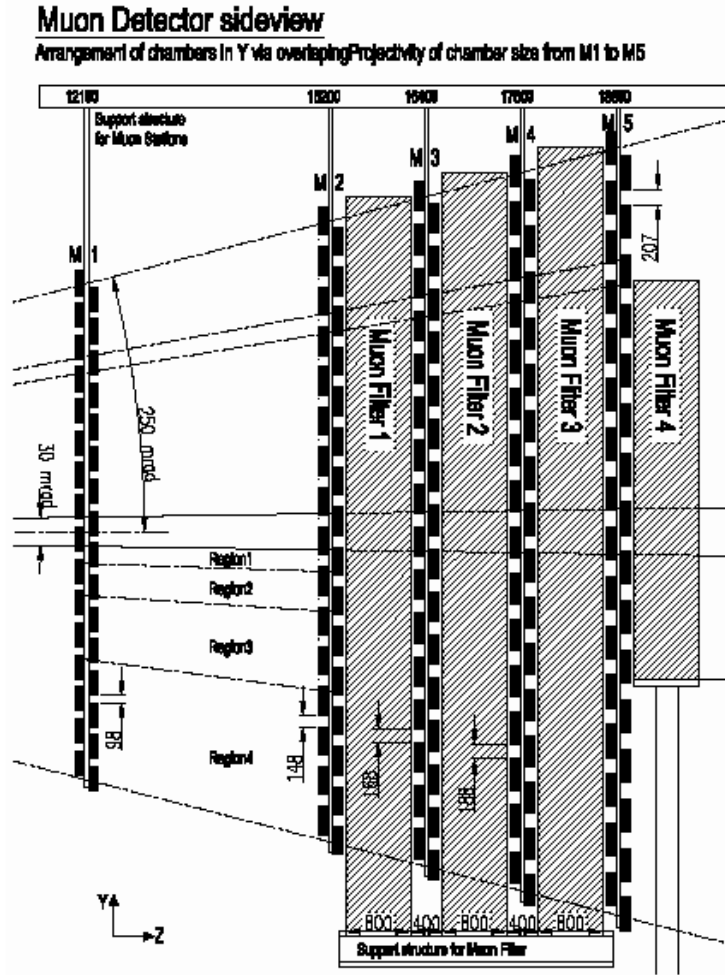 Muon Detector sideview
Arrangement of chambers in Y via overlapingProjectivity of chamber size from M1 to M5
12100 15200 16400 17600 18800
Support structure
for Muon Stations
M 1
M 2
M 3
M 4
M 5
207
Muon Filter 1
Muon Filter 2
Muon Filter 3
Muon Filter 4
250 mrad
30 mrad
Region1
Region2
Region3
Region4
98
148
168
188
Y
Z
800 400 800 400 800
Support structure for Muon Filter